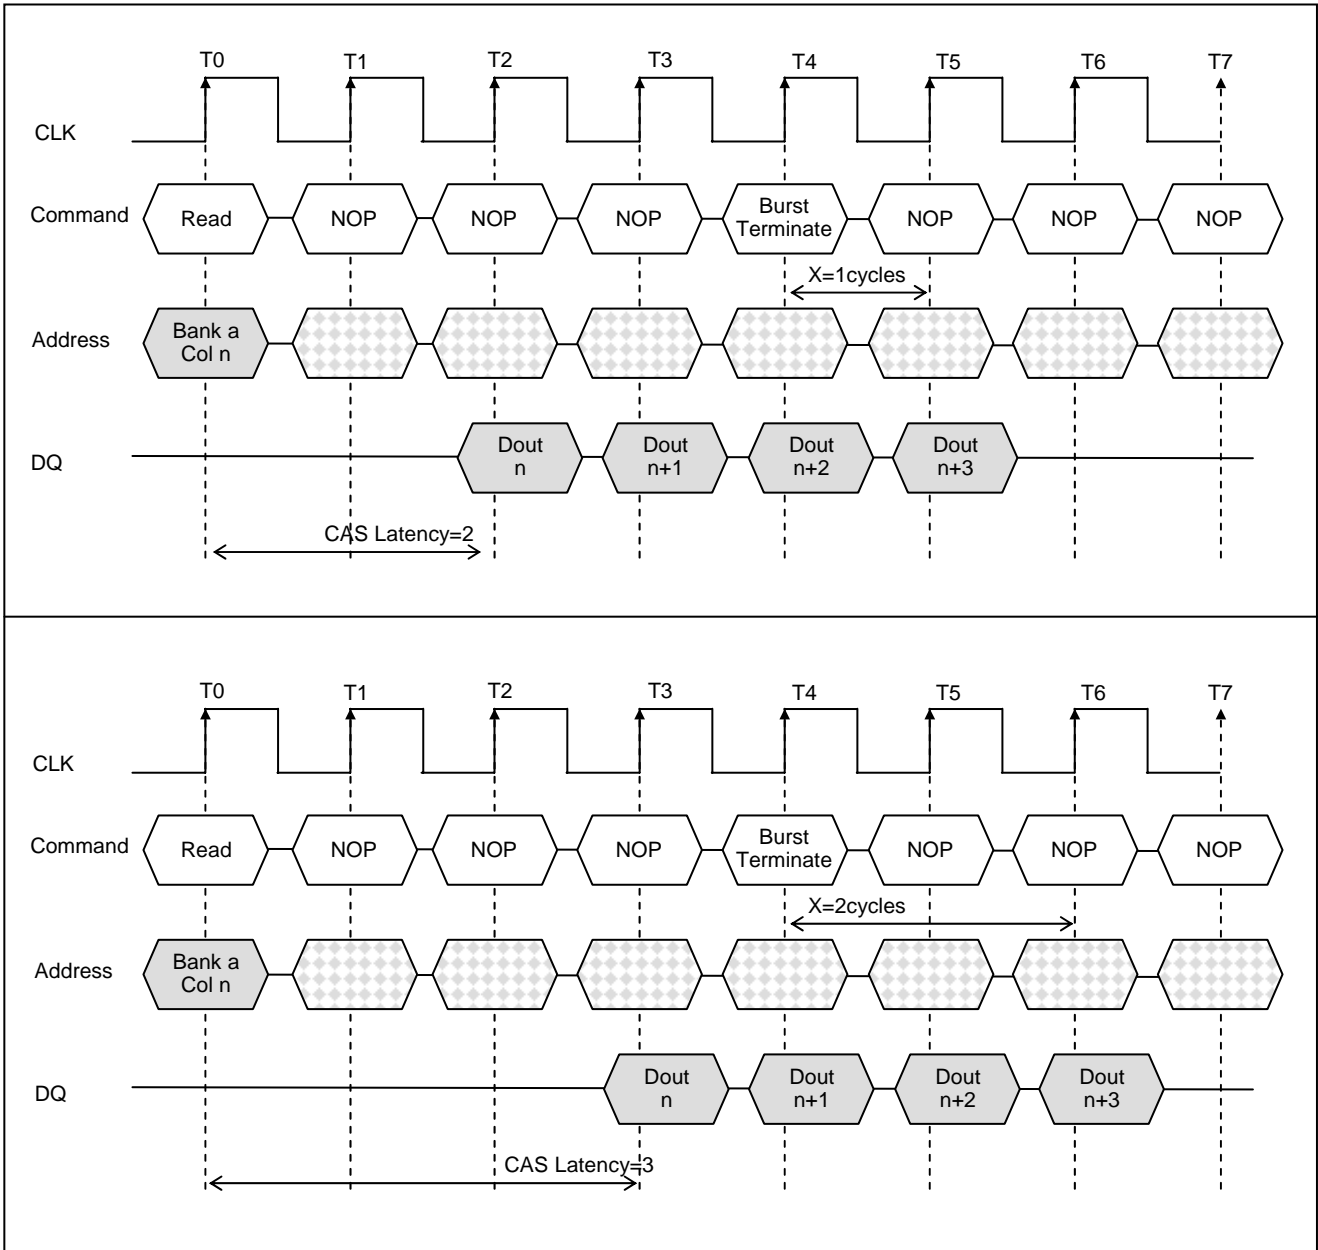 T0 T1 T2 T3 T4 T5 T6 T7
CLK
Command Read NOP NOP NOP Burst Terminate NOP NOP NOP
X=1cycles
Address Bank a Col n
DQ Dout n Dout n+1 Dout n+2 Dout n+3
CAS Latency=2
T0 T1 T2 T3 T4 T5 T6 T7
CLK
Command Read NOP NOP NOP Burst Terminate NOP NOP NOP
X=2cycles
Address Bank a Col n
DQ Dout n Dout n+1 Dout n+2 Dout n+3
CAS Latency=3